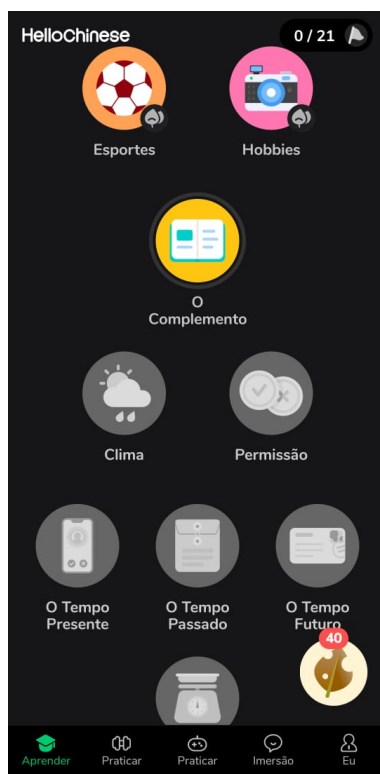 HelloChinese
0 / 21
Esportes
Hobbies
O
Complemento
Clima
Permissão
O Tempo
Presente
O Tempo
Passado
O Tempo
Futuro
40
Aprender
Praticar
Praticar
Imersão
Eu